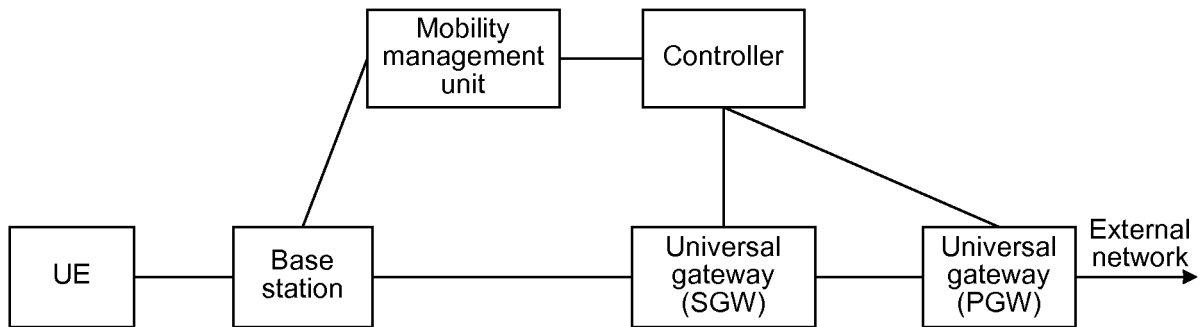 Mobility
management
unit
Controller
UE
Base
station
Universal
gateway
(SGW)
Universal
gateway
(PGW)
External
network